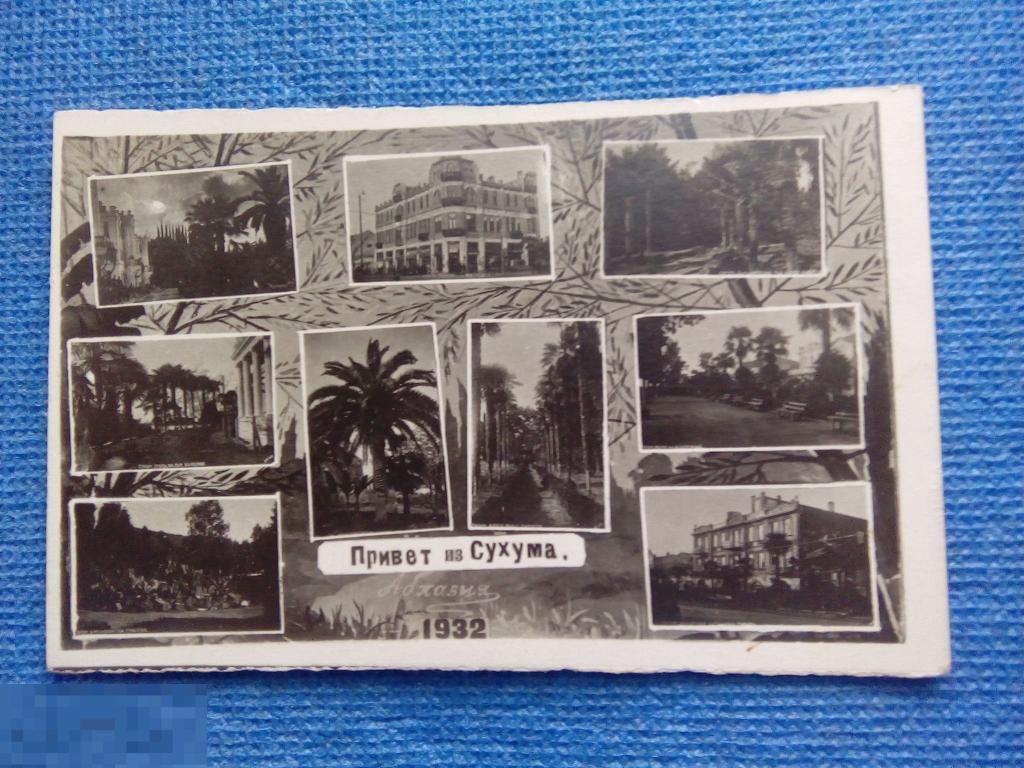 Привет из Сухума.
Абхазия
1932